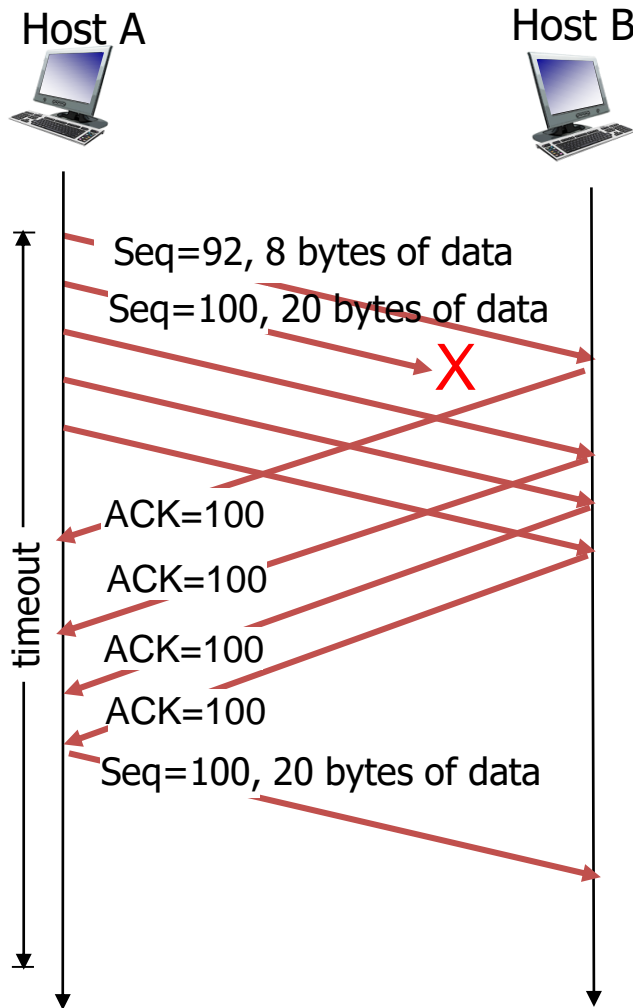 Host A
Host B
Seq=92, 8 bytes of data
Seq=100, 20 bytes of data
X
ACK=100
timeout
ACK=100
ACK=100
ACK=100
Seq=100, 20 bytes of data